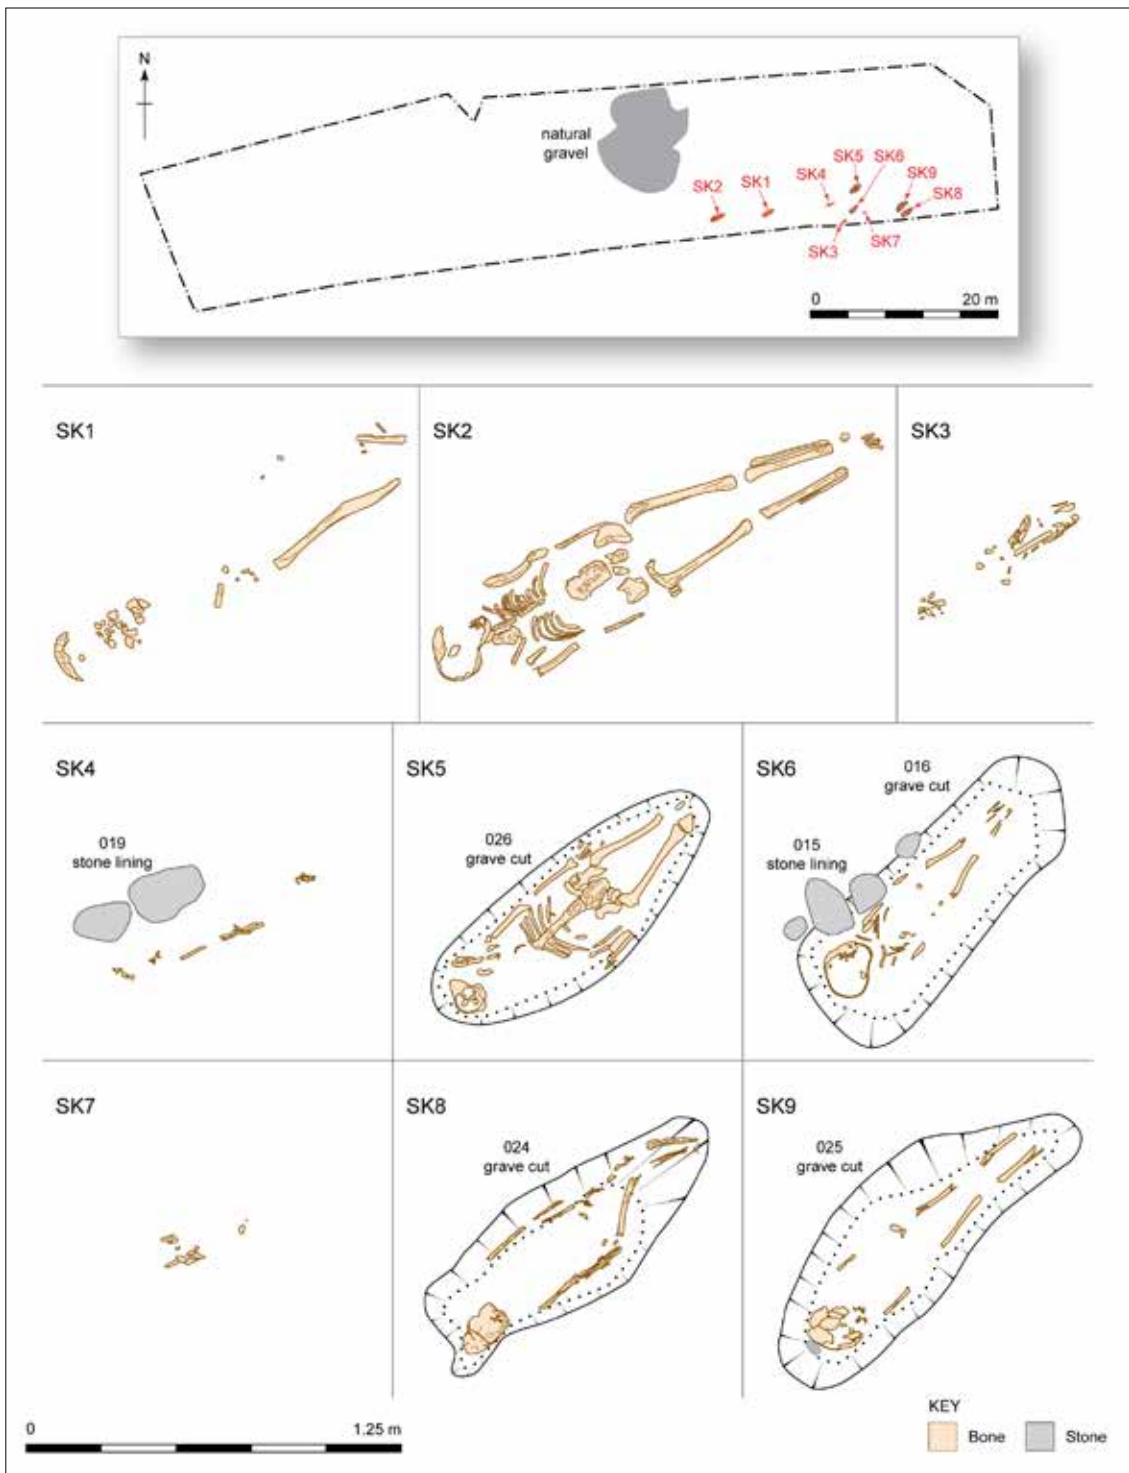 N
natural
gravel
SK2
SK1
SK4
SK5
SK6
SK9
SK8
SK3
SK7
0 20 m
SK1
SK2
SK3
SK4
019
stone lining
SK5
026
grave cut
SK6
016
grave cut
015
stone lining
SK7
SK8
024
grave cut
SK9
025
grave cut
0 1.25 m
KEY
Bone
Stone